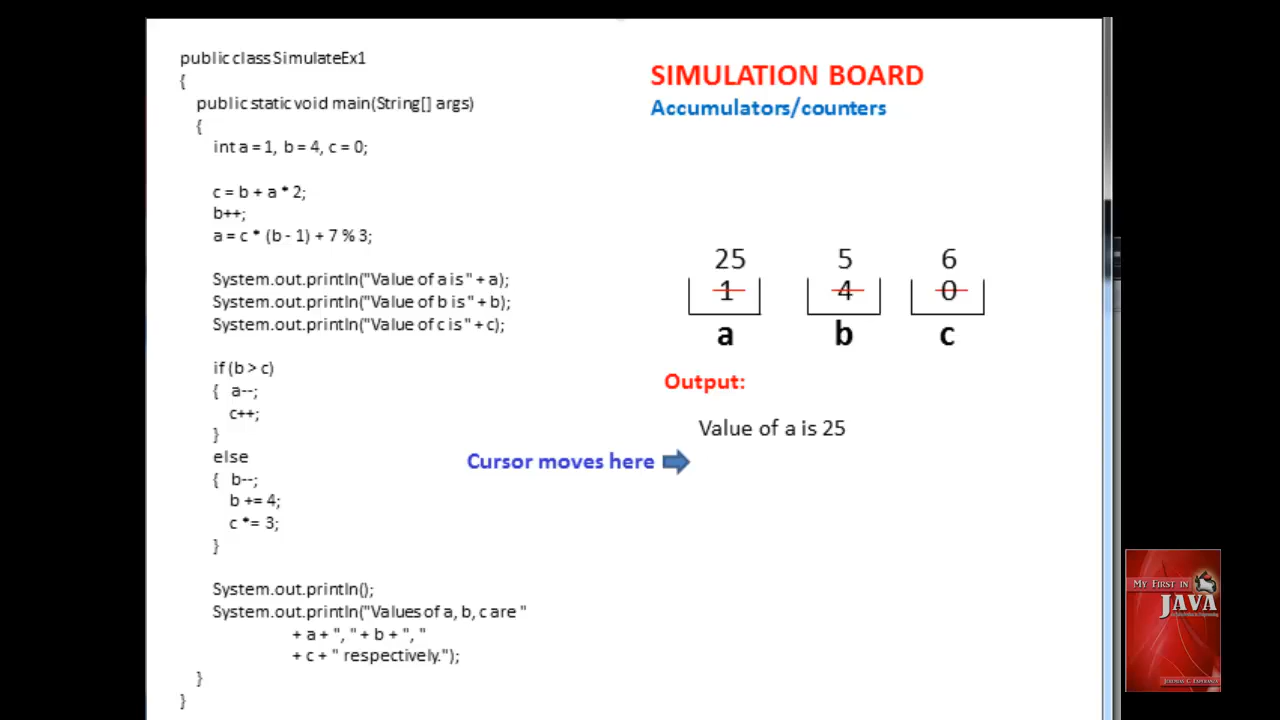 public class SimulateEx1
{
public static void main(String[] args)
{
int a = 1, b = 4, c = 0;
c = b + a * 2;
b++;
a = c * (b - 1) + 7 % 3;
System.out.println("Value of a is" + a);
System.out.println("Value of b is" + b);
System.out.println("Value of c is" + c);
if (b > c)
{ a--;
c++;
}
else
{ b--;
b += 4;
c *= 3;
}
System.out.println();
System.out.println("Values of a, b, c are "
+ a + ", " + b + ", "
+ c + " respectively.");
}
}
SIMULATION BOARD
Accumulators/counters
25 5 6
1 4 0
a b c
Output:
Value of a is 25
Cursor moves here
MY FIRST IN
JAVA